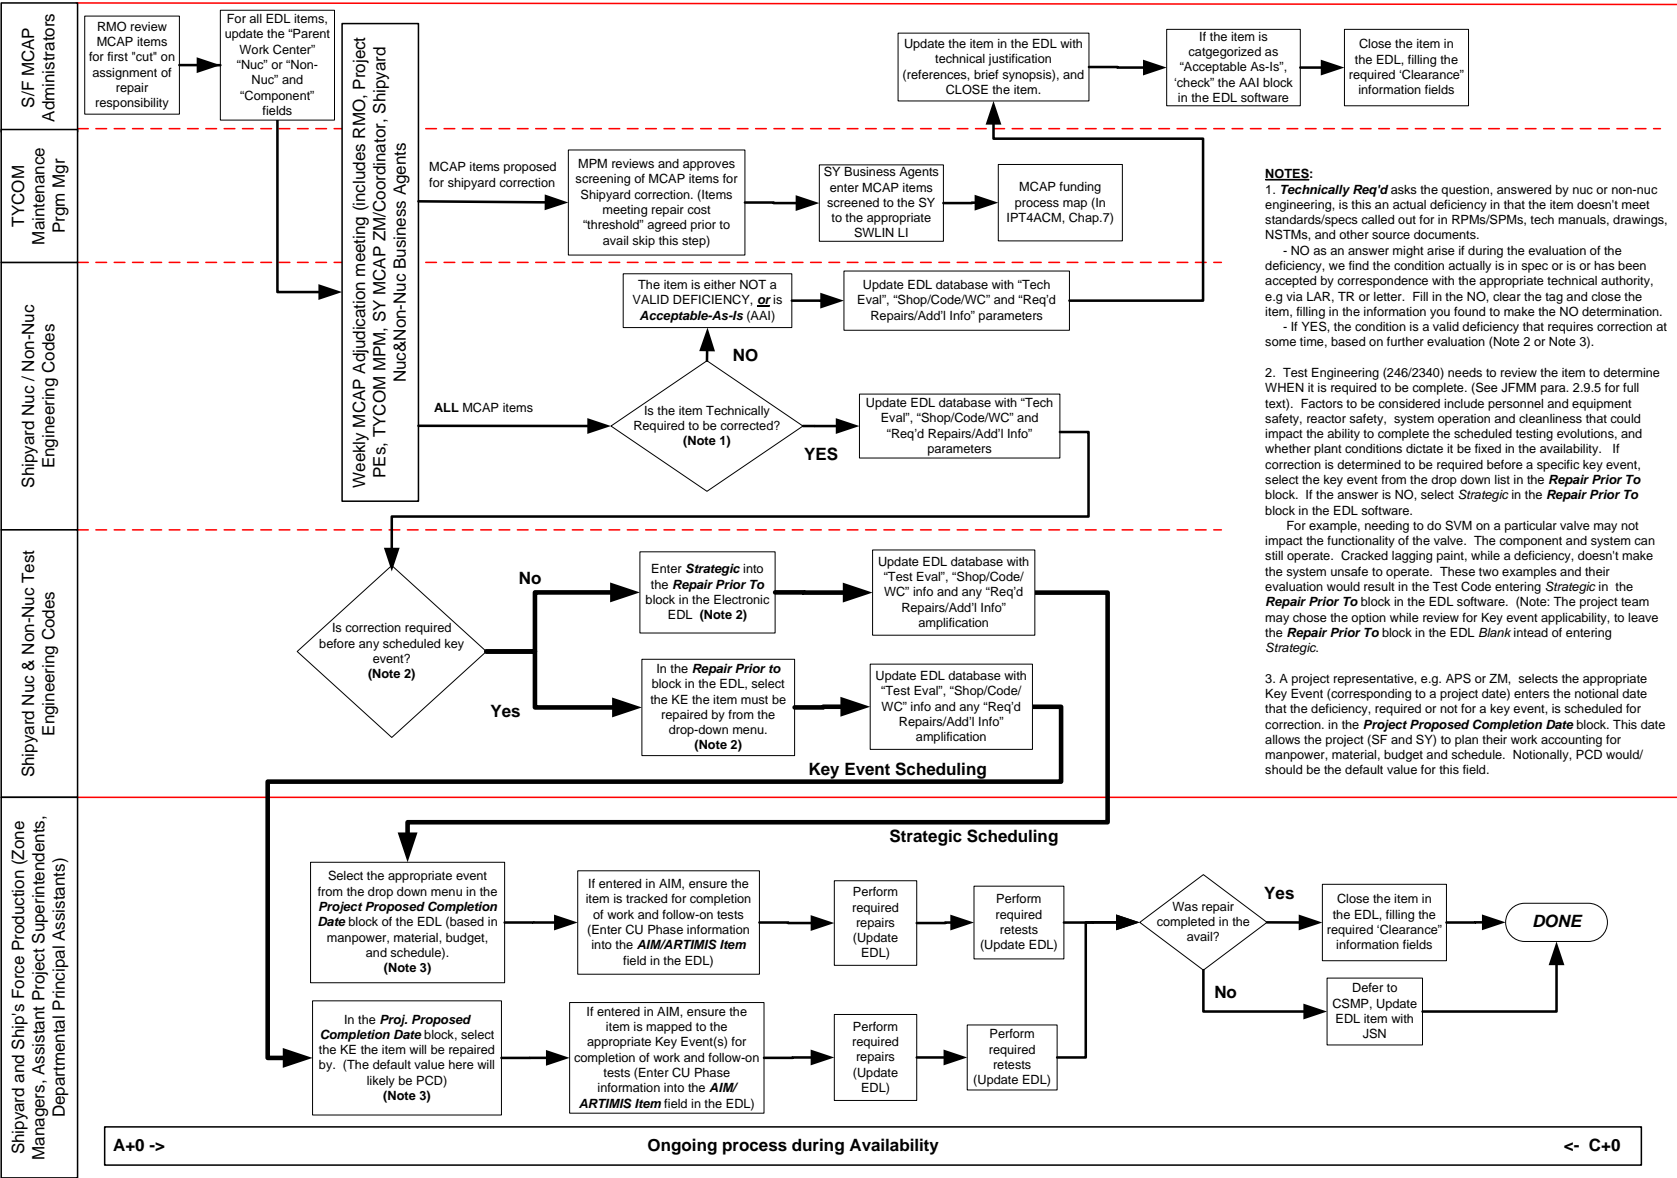 S/F MCAP
Administrators
RMO review
MCAP items
for first "cut" on
assignment of
repair
responsibility
For all EDL items,
update the “Parent
Work Center”
“Nuc” or “Non-
Nuc” and
“Component”
fields
Weekly MCAP Adjudication meeting (includes RMO, Project
PEs, TYCOM MPM, SY MCAP ZM/Coordinator, Shipyard
Nuc&Non-Nuc Business Agents
Update the item in the EDL with
technical justification
(references, brief synopsis), and
CLOSE the item.
If the item is
catgegorized as
“Acceptable As-Is”,
‘check” the AAI block
in the EDL software
Close the item in
the EDL, filling the
required ‘Clearance”
information fields
TYCOM
Maintenance
Prgm Mgr
MCAP items proposed
for shipyard correction
MPM reviews and approves
screening of MCAP items for
Shipyard correction. (Items
meeting repair cost
“threshold” agreed prior to
avail skip this step)
SY Business Agents
enter MCAP items
screened to the SY
to the appropriate
SWLIN LI
MCAP funding
process map (In
IPT4ACM, Chap.7)
Shipyard Nuc / Non-Nuc
Engineering Codes
The item is either NOT A
VALID DEFICIENCY, or is
Acceptable-As-Is (AAI)
Update EDL database with “Tech
Eval”, “Shop/Code/WC” and “Req’d
Repairs/Add’l Info” parameters
NO
ALL MCAP items
Is the item Technically
Required to be corrected?
(Note 1)
YES
Update EDL database with “Tech
Eval”, “Shop/Code/WC” and
“Req’d Repairs/Add’l Info”
parameters
Shipyard Nuc & Non-Nuc Test
Engineering Codes
Is correction required
before any scheduled key
event?
(Note 2)
No
Enter Strategic into
the Repair Prior To
block in the Electronic
EDL (Note 2)
Update EDL database with
“Test Eval”, “Shop/Code/
WC” info and any “Req’d
Repairs/Add’l Info”
amplification
Yes
In the Repair Prior to
block in the EDL, select
the KE the item must be
repaired by from the
drop-down menu.
(Note 2)
Update EDL database with
“Test Eval”, “Shop/Code/
WC” info and any “Req’d
Repairs/Add’l Info”
amplification
Key Event Scheduling
NOTES:
1. Technically Req'd asks the question, answered by nuc or non-nuc
engineering, is this an actual deficiency in that the item doesn't meet
standards/specs called out for in RPMs/SPMs, tech manuals, drawings,
NSTMs, and other source documents.
- NO as an answer might arise if during the evaluation of the
deficiency, we find the condition actually is in spec or is or has been
accepted by correspondence with the appropriate technical authority,
e.g via LAR, TR or letter. Fill in the NO, clear the tag and close the
item, filling in the information you found to make the NO determination.
- If YES, the condition is a valid deficiency that requires correction at
some time, based on further evaluation (Note 2 or Note 3).
2. Test Engineering (246/2340) needs to review the item to determine
WHEN it is required to be complete. (See JFMM para. 2.9.5 for full
text). Factors to be considered include personnel and equipment
safety, reactor safety, system operation and cleanliness that could
impact the ability to complete the scheduled testing evolutions, and
whether plant conditions dictate it be fixed in the availability. If
correction is determined to be required before a specific key event,
select the key event from the drop down list in the Repair Prior To
block. If the answer is NO, select Strategic in the Repair Prior To
block in the EDL software.
For example, needing to do SVM on a particular valve may not
impact the functionality of the valve. The component and system can
still operate. Cracked lagging paint, while a deficiency, doesn't make
the system unsafe to operate. These two examples and their
evaluation would result in the Test Code entering Strategic in the
Repair Prior To block in the EDL software. (Note: The project team
may chose the option while review for Key event applicability, to leave
the Repair Prior To block in the EDL Blank intead of entering
Strategic.
3. A project representative, e.g. APS or ZM, selects the appropriate
Key Event (corresponding to a project date) enters the notional date
that the deficiency, required or not for a key event, is scheduled for
correction. in the Project Proposed Completion Date block. This date
allows the project (SF and SY) to plan their work accounting for
manpower, material, budget and schedule. Notionally, PCD would/
should be the default value for this field.
Shipyard and Ship's Force Production (Zone
Managers, Assistant Project Superintendents,
Departmental Principal Assistants)
Strategic Scheduling
Select the appropriate event
from the drop down menu in the
Project Proposed Completion
Date block of the EDL (based in
manpower, material, budget,
and schedule).
(Note 3)
If entered in AIM, ensure the
item is tracked for completion
of work and follow-on tests
(Enter CU Phase information
into the AIM/ARTIMIS Item
field in the EDL)
Perform
required
repairs
(Update
EDL)
Perform
required
retests
(Update EDL)
Was repair
completed in the
avail?
Yes
Close the item in
the EDL, filling the
required ‘Clearance”
information fields
DONE
No
Defer to
CSMP, Update
EDL item with
JSN
In the Proj. Proposed
Completion Date block, select
the KE the item will be repaired
by. (The default value here will
likely be PCD)
(Note 3)
If entered in AIM, ensure the
item is mapped to the
appropriate Key Event(s) for
completion of work and follow-on
tests (Enter CU Phase
information into the AIM/
ARTIMIS Item field in the EDL)
Perform
required
repairs
(Update
EDL)
Perform
required
retests
(Update EDL)
A+0 -> Ongoing process during Availability <- C+0